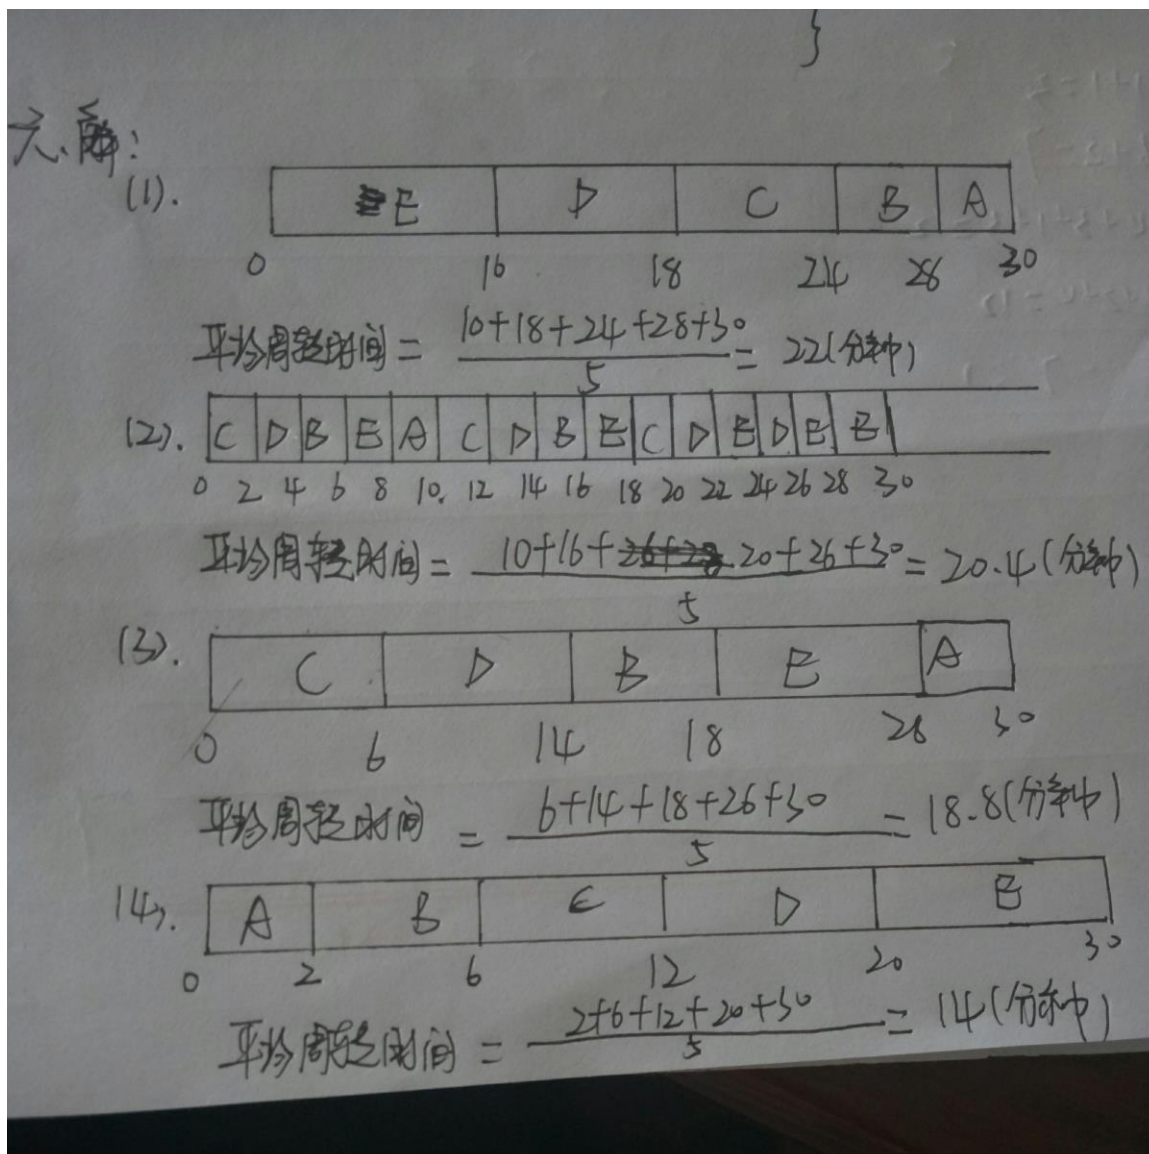 }
六、解:
(1).
E D C B A
0 10 18 24 28 30
平均周转时间 = 10+18+24+28+30 / 5 = 22(分钟)
(2). C D B E A C D B E C D E D E E
0 2 4 6 8 10. 12 14 16 18 20 22 24 26 28 30
平均周转时间 = 10+16+20+26+30 / 5 = 20.4(分钟)
(3). C D B E A
0 6 14 18 28 30
平均周转时间 = 6+14+18+26+30 / 5 = 18.8(分钟)
(4). A B C D E
0 2 6 12 20 30
平均周转时间 = 2+6+12+20+30 / 5 = 14(分钟)